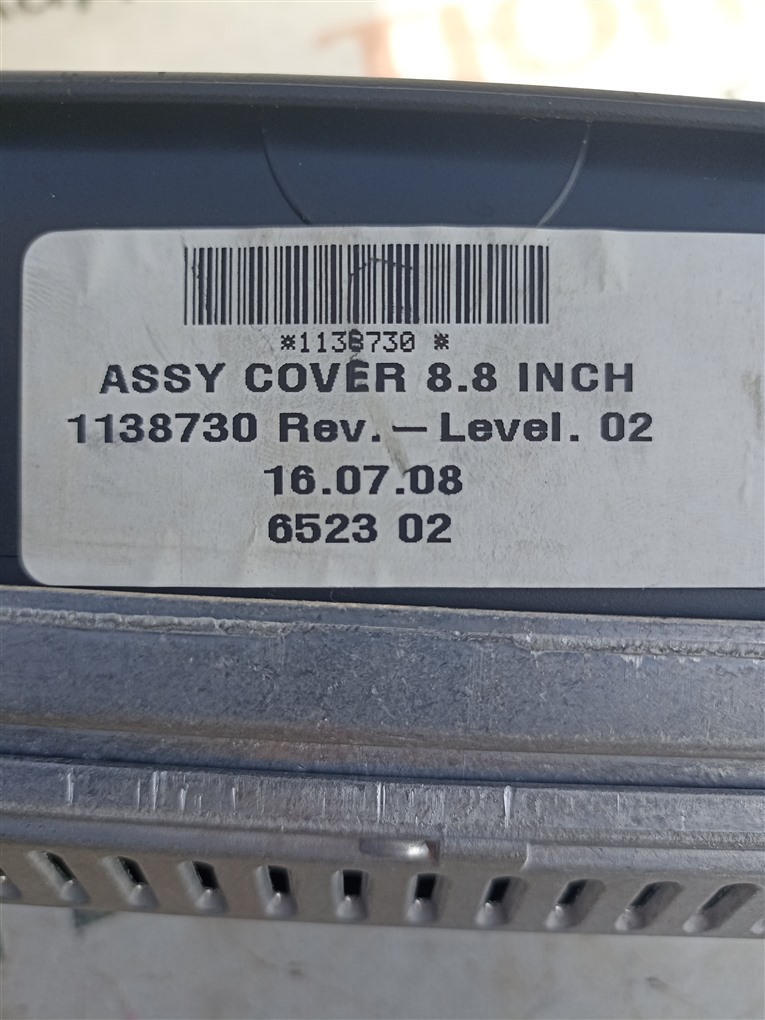 *1138730 *
ASSY COVER 8.8 INCH
1138730 Rev. – Level. 02
16.07.08
6523 02